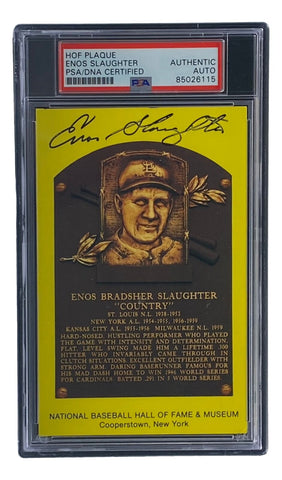 HOF PLAQUE
ENOS SLAUGHTER
PSA/DNA CERTIFIED
PSA
AUTHENTIC
AUTO
85026115
Enos Slaughter
ENOS BRADSHER SLAUGHTER
"COUNTRY"
ST. LOUIS N.L. 1938-1953
NEW YORK A.L. 1954-1955, 1956-1959
KANSAS CITY A.L. 1955-1956 MILWAUKEE N.L. 1959
HARD-NOSED, HUSTLING PERFORMER WHO PLAYED
THE GAME WITH INTENSITY AND DETERMINATION.
FLAT, LEVEL SWING MADE HIM A LIFETIME .300
HITTER WHO INVARIABLY CAME THROUGH IN
CLUTCH SITUATIONS. EXCELLENT OUTFIELDER WITH
STRONG ARM. DARING BASERUNNER FAMOUS FOR
HIS MAD DASH HOME TO WIN 1946 WORLD SERIES
FOR CARDINALS. BATTED .291 IN 5 WORLD SERIES.
NATIONAL BASEBALL HALL OF FAME & MUSEUM
Cooperstown, New York